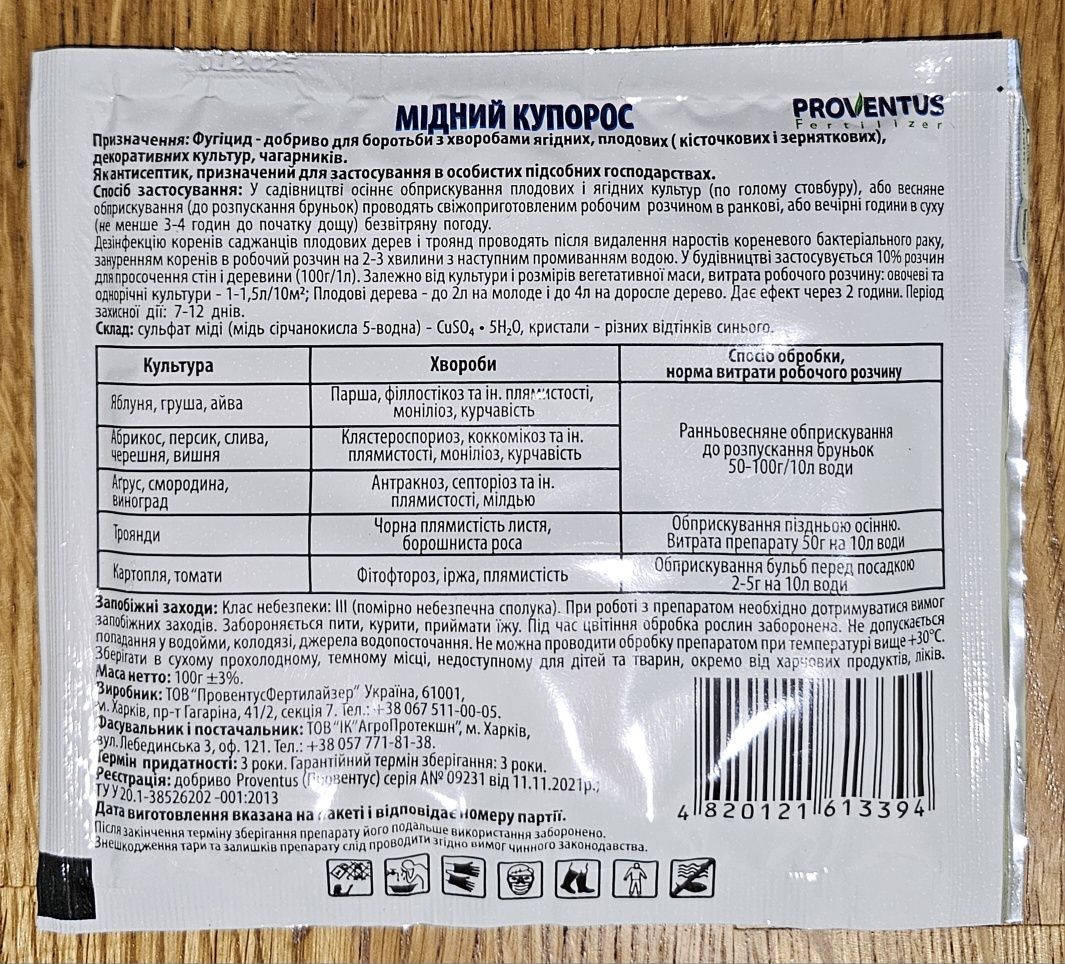 01 2025
МІДНИЙ КУПОРОС
PROVENTUS
Fertilizer
Призначення: Фугіцид - добриво для боротьби з хворобами ягідних, плодових ( кісточкових і зерняткових),
декоративних культур, чагарників.
Як антисептик, призначений для застосування в особистих підсобних господарствах.
Спосіб застосування: У садівництві осіннє обприскування плодових і ягідних культур (по голому стовбуру), або весняне
обприскування (до розпускання бруньок) проводять свіжоприготовленим робочим розчином в ранкові, або вечірні години в суху
(не менше 3-4 годин до початку дощу) безвітряну погоду.
Дезінфекцію коренів саджанців плодових дерев і троянд проводять після видалення наростів кореневого бактеріального раку,
зануренням коренів в робочий розчин на 2-3 хвилини з наступним промиванням водою. У будівництві застосовується 10% розчин
для просочення стін і деревини (100г/1л). Залежно від культури і розмірів вегетативної маси, витрата робочого розчину: овочеві та
однорічні культури - 1-1,5л/10м²; Плодові дерева - до 2л на молоде і до 4л на доросле дерево. Дає ефект через 2 години. Період
захисної дії: 7-12 днів.
Склад: сульфат міді (мідь сірчанокисла 5-водна) - CuSO₄ • 5H₂O, кристали - різних відтінків синього.
Культура
Хвороби
Спосіб обробки,
норма витрати робочого розчину
Яблуня, груша, айва
Парша, філлостікоз та ін. плямистості,
моніліоз, курчавість
Ранньовесняне обприскування
до розпускання бруньок
50-100г/10л води
Абрикос, персик, слива,
черешня, вишня
Клястероспориоз, коккомікоз та ін.
плямистості, моніліоз, курчавість
Аґрус, смородина,
виноград
Антракноз, септоріоз та ін.
плямистості, мілдью
Троянди
Чорна плямистість листя,
борошниста роса
Обприскування піздньою осінню.
Витрата препарату 50г на 10л води
Картопля, томати
Фітофтороз, іржа, плямистість
Обприскування бульб перед посадкою
2-5г на 10л води
Запобіжні заходи: Клас небезпеки: III (помірно небезпечна сполука). При роботі з препаратом необхідно дотримуватися вимог
запобіжних заходів. Забороняється пити, курити, приймати їжу. Під час цвітіння обробка рослин заборонена. Не допускається
попадання у водойми, колодязі, джерела водопосточання. Не можна проводити обробку препаратом при температурі вище +30°С.
Зберігати в сухому прохолодному, темному місці, недоступному для дітей та тварин, окремо від харчових продуктів, ліків.
Маса нетто: 100г ±3%.
Виробник: ТОВ "ПровентусФертилайзер" Україна, 61001,
м. Харків, пр-т Гагаріна, 41/2, секція 7. Тел.: +38 067 511-00-05.
Фасувальник і постачальник: ТОВ "ІК"АгроПротекшн", м. Харків,
вул.Лебединська 3, оф. 121. Тел.: +38 057 771-81-38.
Термін придатності: 3 роки. Гарантійний термін зберігання: 3 роки.
Реєстрація: добриво Proventus (Провентус) серія А№ 09231 від 11.11.2021р.;
ТУ У 20.1-38526202 -001:2013
Дата виготовлення вказана на пакеті і відповідає номеру партії.
Після закінчення терміну зберігання препарату його подальше використання заборонено.
Знешкодження тари та залишків препарату слід проводити згідно вимог чинного законодавства.
4 820121 613394